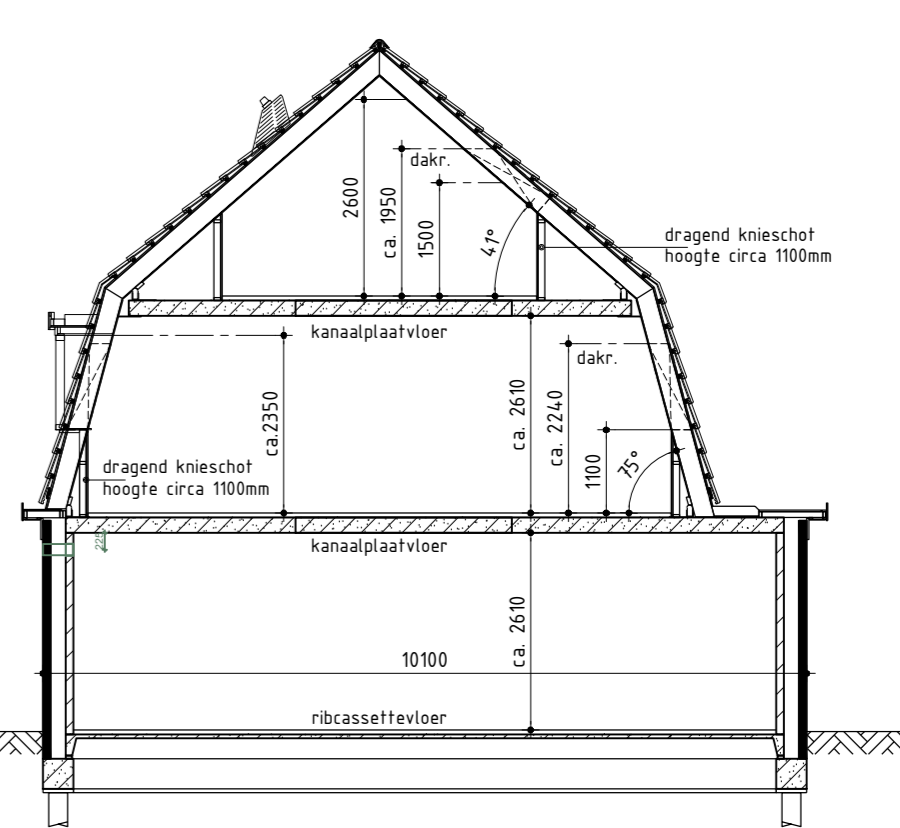 2600
ca. 1950
dakr.
1500
41°
dragend knieschot
hoogte circa 1100mm
kanaalplaatvloer
dakr.
ca.2350
ca. 2610
ca. 2240
1100
75°
dragend knieschot
hoogte circa 1100mm
225
kanaalplaatvloer
ca. 2610
10100
ribcassettevloer